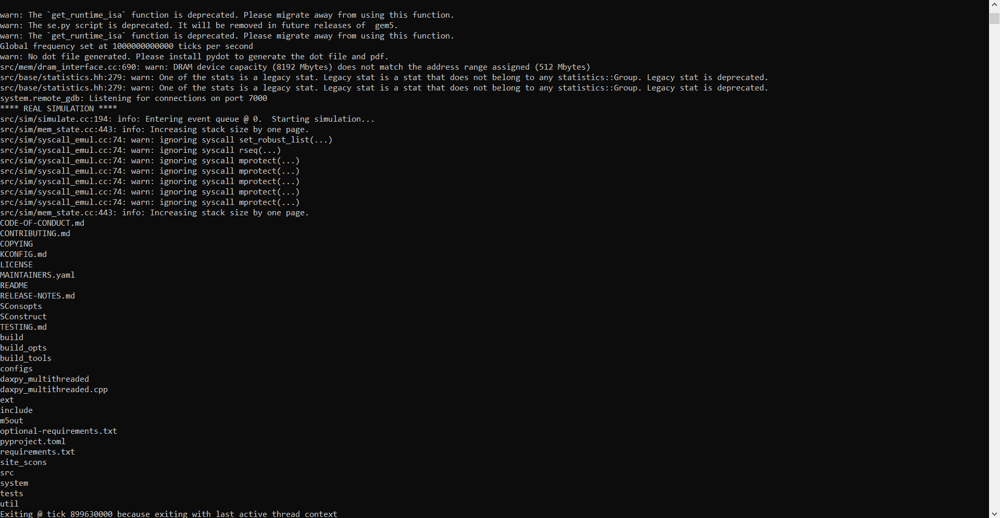 warn: The `get_runtime_isa` function is deprecated. Please migrate away from using this function.
warn: The se.py script is deprecated. It will be removed in future releases of  gem5.
warn: The `get_runtime_isa` function is deprecated. Please migrate away from using this function.
Global frequency set at 1000000000000 ticks per second
warn: No dot file generated. Please install pydot to generate the dot file and pdf.
src/mem/dram_interface.cc:690: warn: DRAM device capacity (8192 Mbytes) does not match the address range assigned (512 Mbytes)
src/base/statistics.hh:279: warn: One of the stats is a legacy stat. Legacy stat is a stat that does not belong to any statistics::Group. Legacy stat is deprecated.
src/base/statistics.hh:279: warn: One of the stats is a legacy stat. Legacy stat is a stat that does not belong to any statistics::Group. Legacy stat is deprecated.
system.remote_gdb: Listening for connections on port 7000
**** REAL SIMULATION ****
src/sim/simulate.cc:194: info: Entering event queue @ 0.  Starting simulation...
src/sim/mem_state.cc:443: info: Increasing stack size by one page.
src/sim/syscall_emul.cc:74: warn: ignoring syscall set_robust_list(...)
src/sim/syscall_emul.cc:74: warn: ignoring syscall rseq(...)
src/sim/syscall_emul.cc:74: warn: ignoring syscall mprotect(...)
src/sim/syscall_emul.cc:74: warn: ignoring syscall mprotect(...)
src/sim/syscall_emul.cc:74: warn: ignoring syscall mprotect(...)
src/sim/syscall_emul.cc:74: warn: ignoring syscall mprotect(...)
src/sim/syscall_emul.cc:74: warn: ignoring syscall mprotect(...)
src/sim/mem_state.cc:443: info: Increasing stack size by one page.
CODE-OF-CONDUCT.md
CONTRIBUTING.md
COPYING
KCONFIG.md
LICENSE
MAINTAINERS.yaml
README
RELEASE-NOTES.md
SConsopts
SConstruct
TESTING.md
build
build_opts
build_tools
configs
daxpy_multithreaded
daxpy_multithreaded.cpp
ext
include
m5out
optional-requirements.txt
pyproject.toml
requirements.txt
site_scons
src
system
tests
util
Exiting @ tick 899630000 because exiting with last active thread context